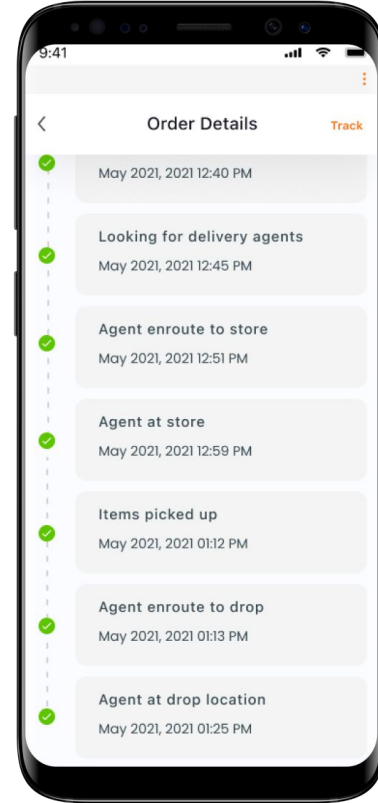 9:41
Order Details
Track
May 2021, 2021 12:40 PM
Looking for delivery agents
May 2021, 2021 12:45 PM
Agent enroute to store
May 2021, 2021 12:51 PM
Agent at store
May 2021, 2021 12:59 PM
Items picked up
May 2021, 2021 01:12 PM
Agent enroute to drop
May 2021, 2021 01:13 PM
Agent at drop location
May 2021, 2021 01:25 PM